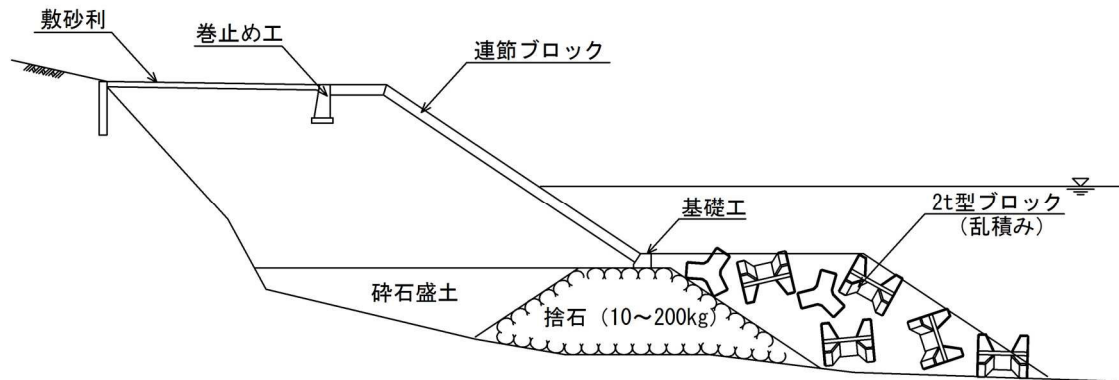 敷砂利
巻止め工
連節ブロック
基礎工
2t型ブロック
(乱積み)
砕石盛土
捨石 (10～200kg)